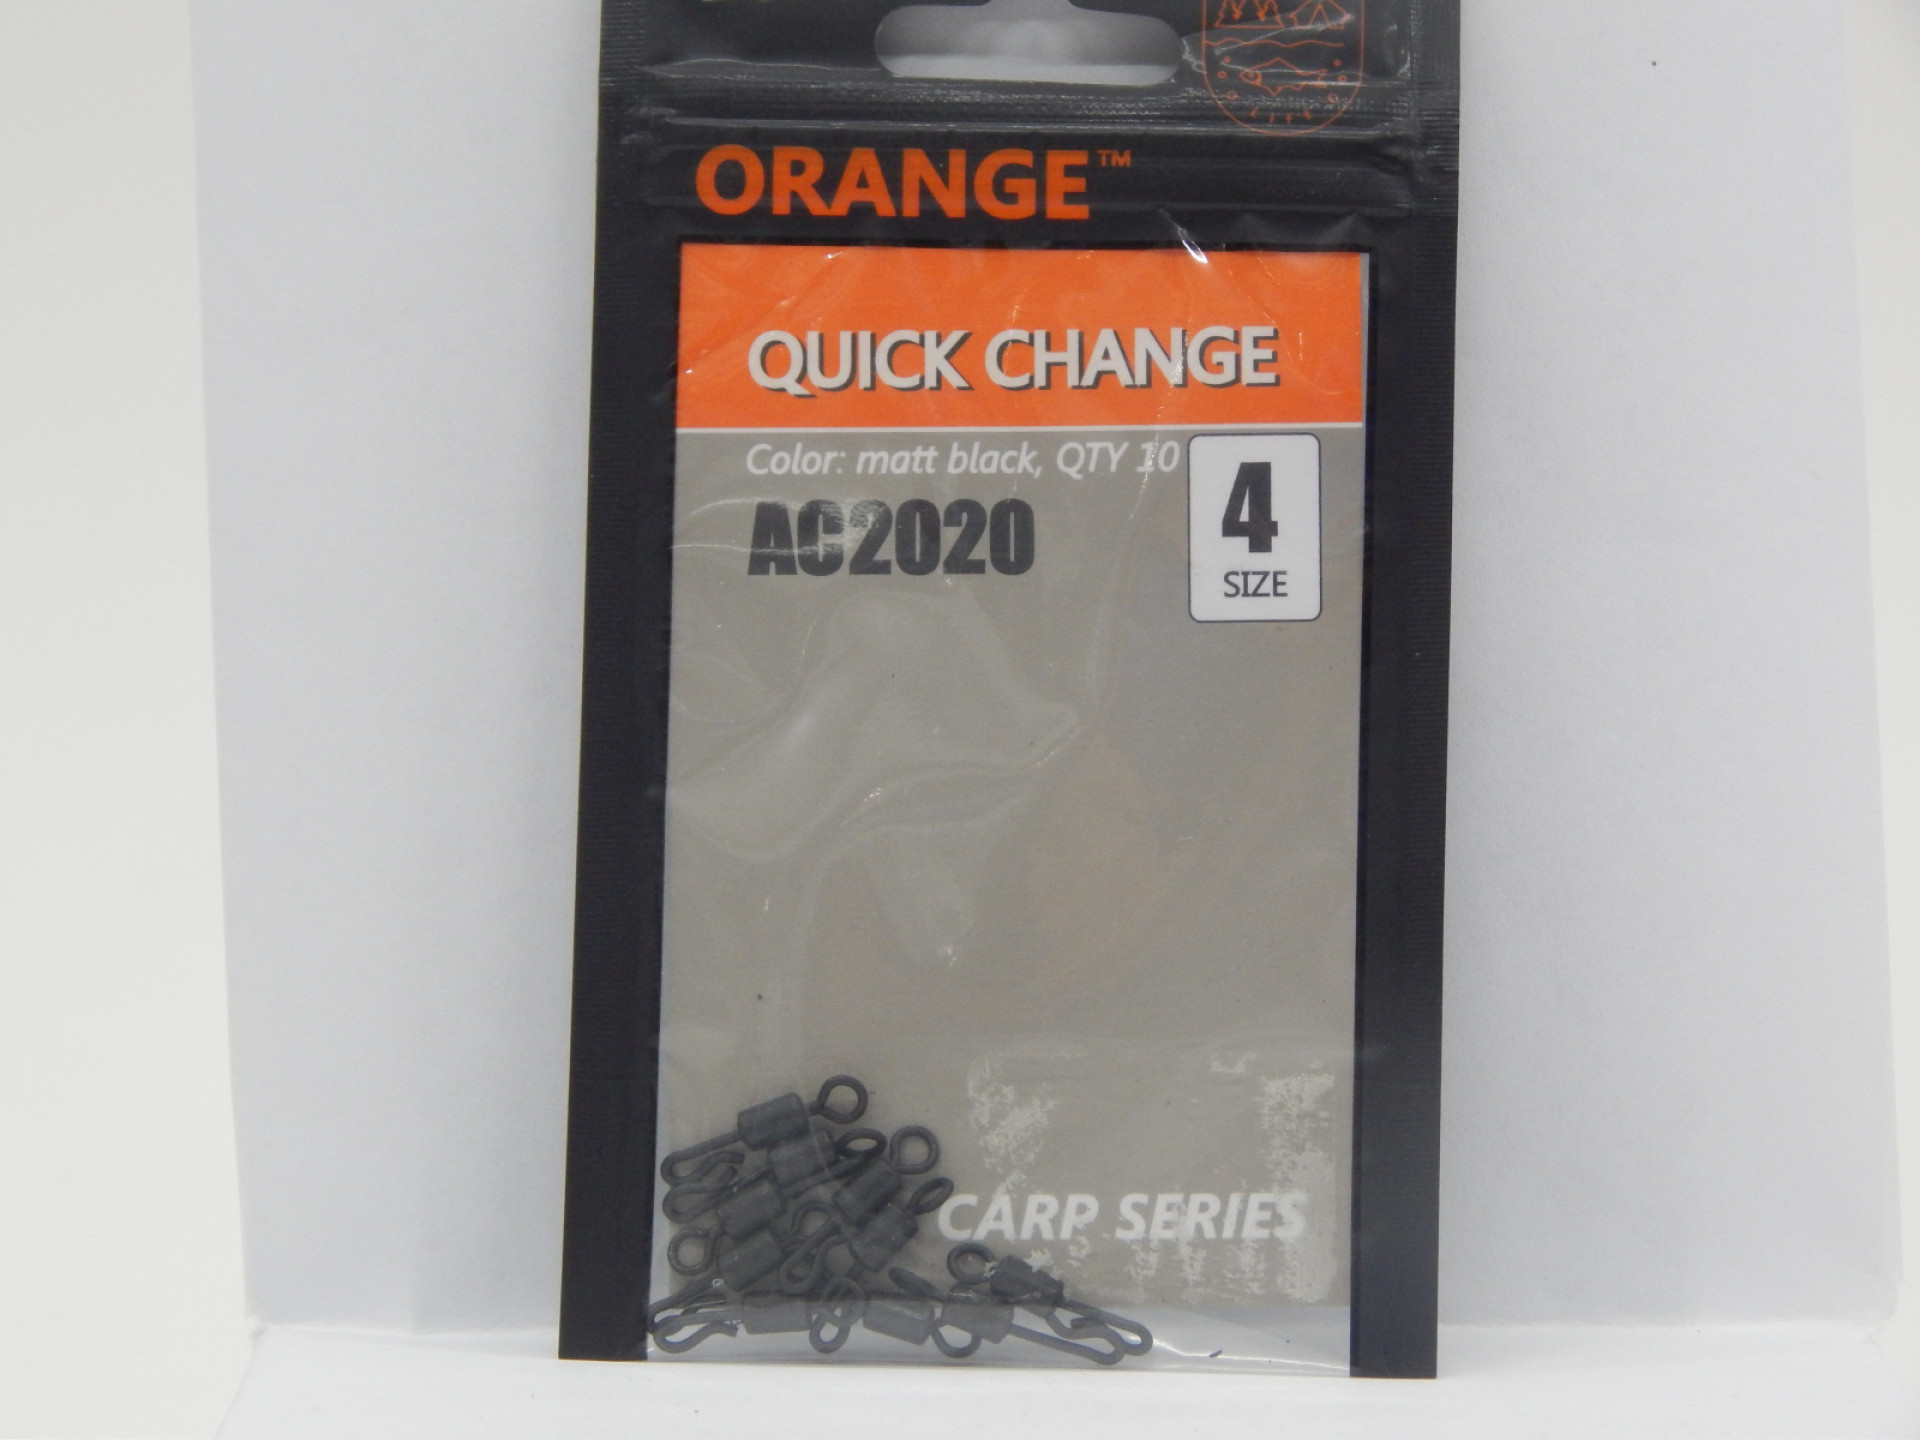 ORANGE™
QUICK CHANGE
Color: matt black, QTY 10
AC2020
4
SIZE
CARP SERIES